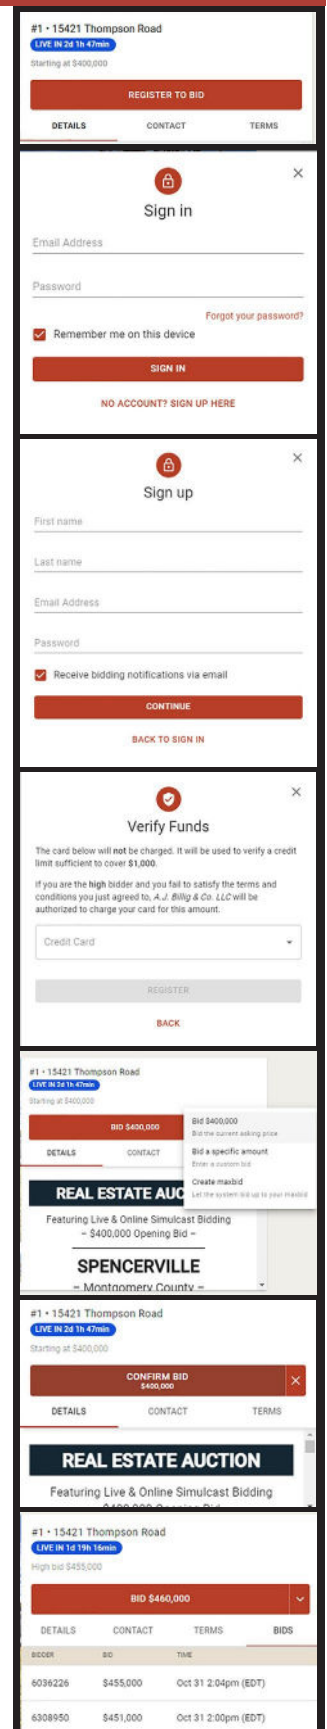 #1 • 15421 Thompson Road
LIVE IN 2d 1h 47min
Starting at $400,000
REGISTER TO BID
DETAILS CONTACT TERMS
Sign in
Email Address
Password
Forgot your password?
Remember me on this device
SIGN IN
NO ACCOUNT? SIGN UP HERE
Sign up
First name
Last name
Email Address
Password
Receive bidding notifications via email
CONTINUE
BACK TO SIGN IN
Verify Funds
The card below will not be charged. It will be used to verify a credit
limit sufficient to cover $1,000.
If you are the high bidder and you fail to satisfy the terms and
conditions you just agreed to, A.J. Billig & Co. LLC will be
authorized to charge your card for this amount.
Credit Card
REGISTER
BACK
#1 • 15421 Thompson Road
LIVE IN 2d 1h 47min
Starting at $400,000
BID $400,000
Bid $400,000
Bid the current asking price
DETAILS CONTACT
Bid a specific amount
Enter a custom bid
Create maxbid
Let the system bid up to your maxbid
REAL ESTATE AUC
Featuring Live & Online Simulcast Bidding
– $400,000 Opening Bid –
SPENCERVILLE
– Montgomery County –
#1 • 15421 Thompson Road
LIVE IN 2d 1h 47min
Starting at $400,000
CONFIRM BID
$400,000
DETAILS CONTACT TERMS
REAL ESTATE AUCTION
Featuring Live & Online Simulcast Bidding
$400,000 Opening Bid
#1 • 15421 Thompson Road
LIVE IN 1d 19h 16min
High bid $455,000
BID $460,000
DETAILS CONTACT TERMS BIDS
BIDDER BID TIME
6036226 $455,000 Oct 31 2:04pm (EDT)
6308950 $451,000 Oct 31 2:00pm (EDT)